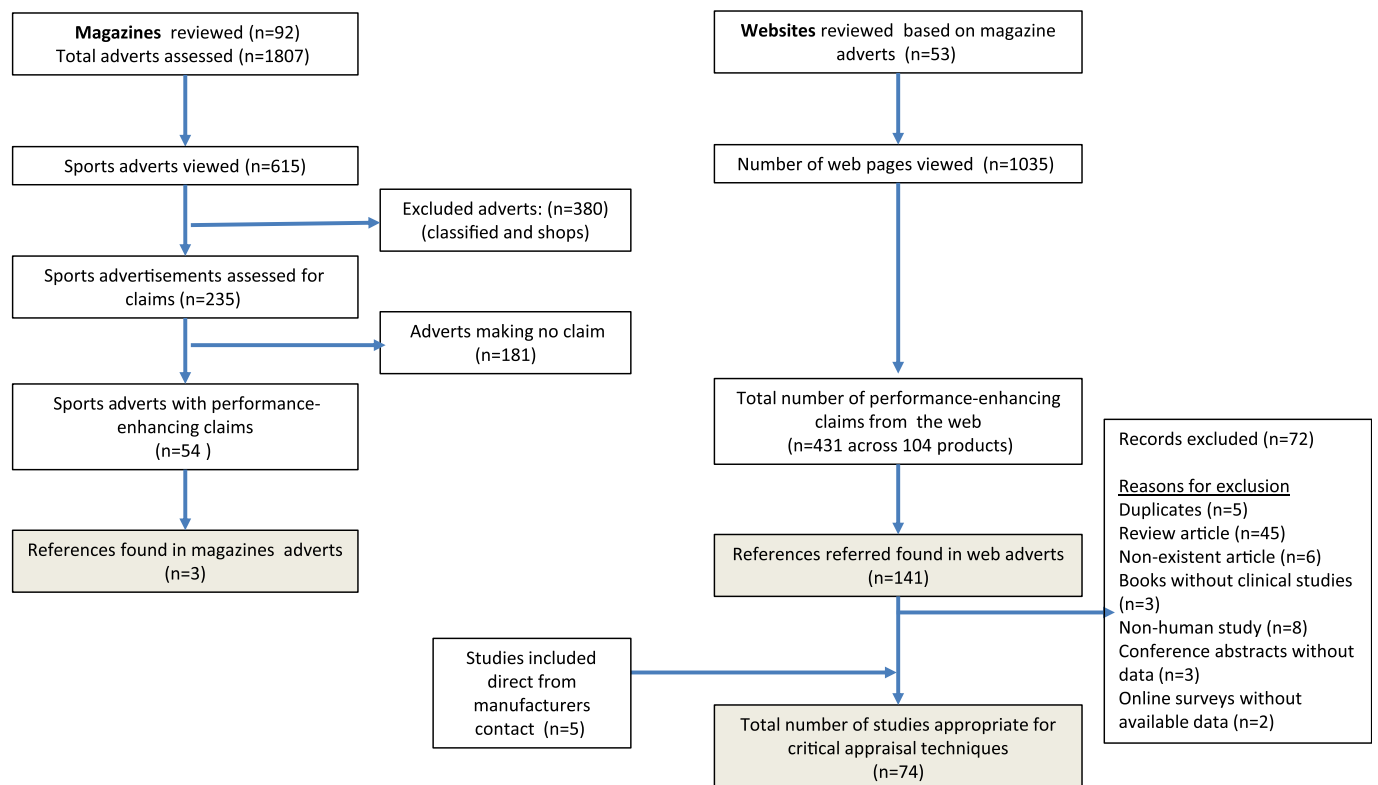 Magazines reviewed (n=92)
Total adverts assessed (n=1807)
Sports adverts viewed (n=615)
Excluded adverts: (n=380)
(classified and shops)
Sports advertisements assessed for
claims (n=235)
Adverts making no claim
(n=181)
Sports adverts with performance-
enhancing claims
(n=54 )
References found in magazines adverts
(n=3)
Websites reviewed based on magazine
adverts (n=53)
Number of web pages viewed (n=1035)
Total number of performance-enhancing
claims from the web
(n=431 across 104 products)
References referred found in web adverts
(n=141)
Records excluded (n=72)
Reasons for exclusion
Duplicates (n=5)
Review article (n=45)
Non-existent article (n=6)
Books without clinical studies
(n=3)
Non-human study (n=8)
Conference abstracts without
data (n=3)
Online surveys without
available data (n=2)
Studies included
direct from
manufacturers
contact (n=5)
Total number of studies appropriate for
critical appraisal techniques
(n=74)